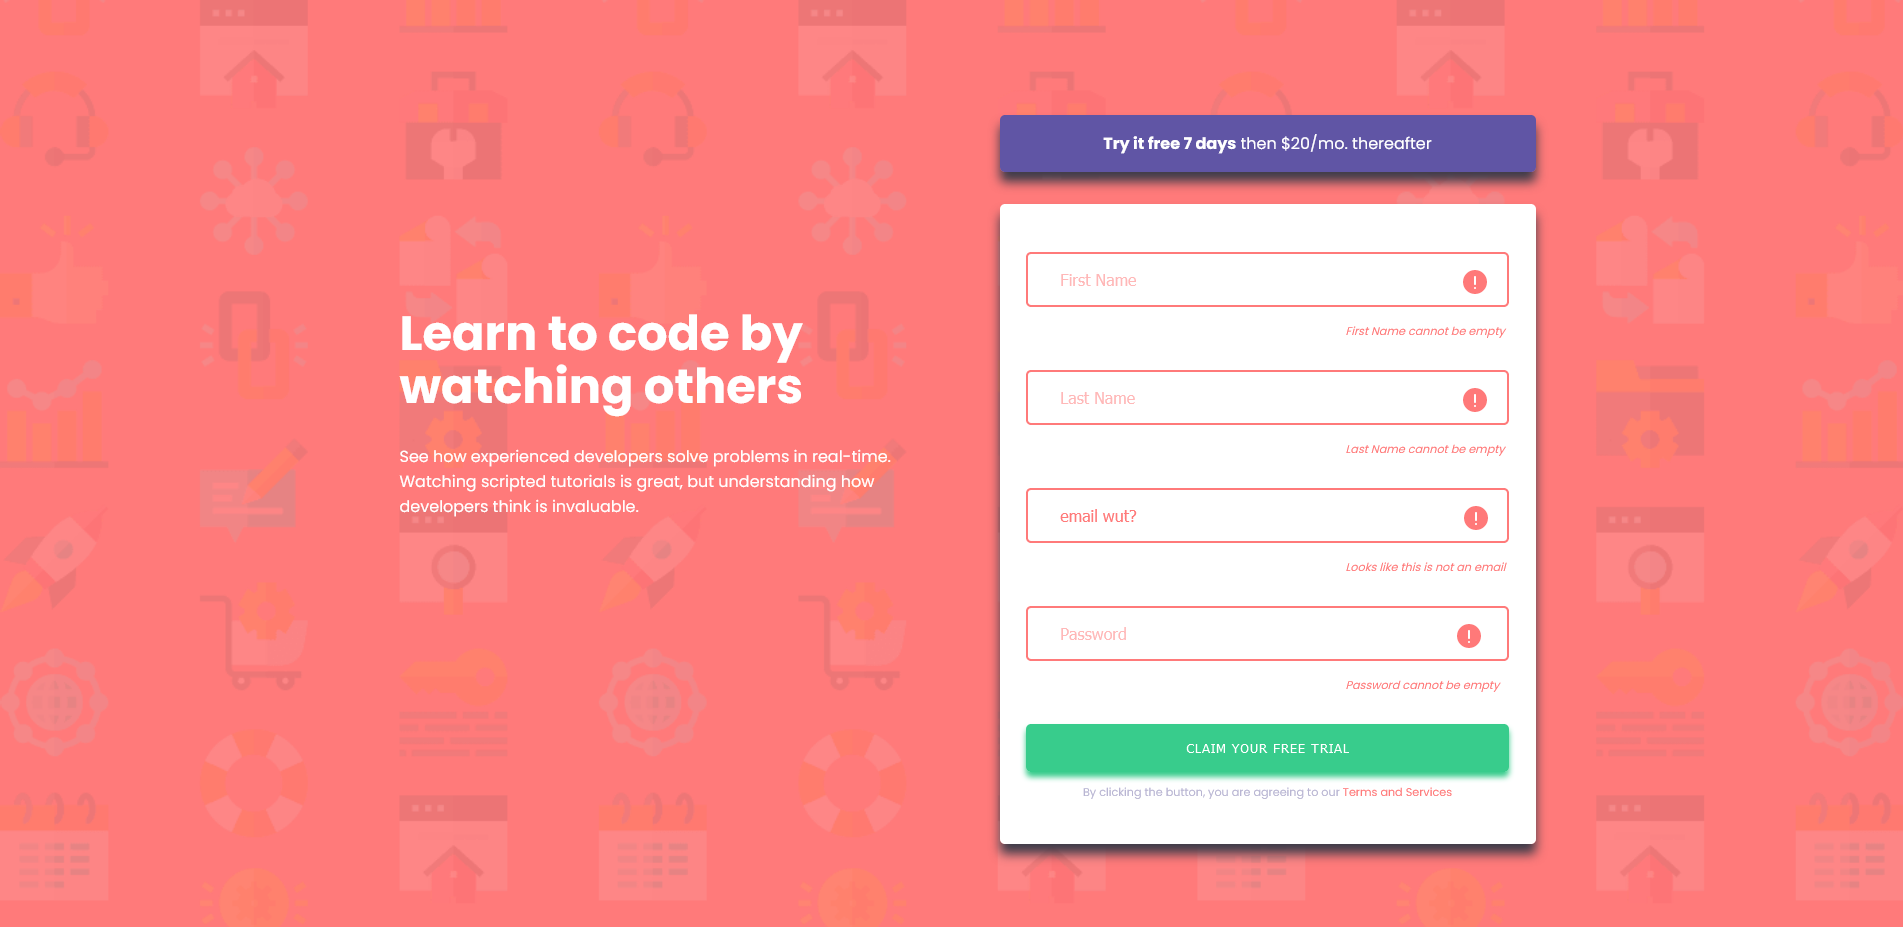 Try it free 7 days then $20/mo. thereafter
Learn to code by
watching others
See how experienced developers solve problems in real-time.
Watching scripted tutorials is great, but understanding how
developers think is invaluable.
First Name
First Name cannot be empty
Last Name
Last Name cannot be empty
email wut?
Looks like this is not an email
Password
Password cannot be empty
CLAIM YOUR FREE TRIAL
By clicking the button, you are agreeing to our Terms and Services